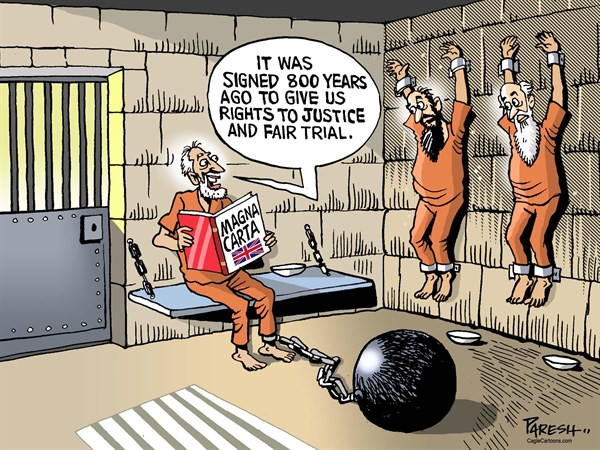 IT WAS
SIGNED 800 YEARS
AGO TO GIVE US
RIGHTS TO JUSTICE
AND FAIR TRIAL.
MAGNA
CARTA
PARESH
CagleCartoons.com